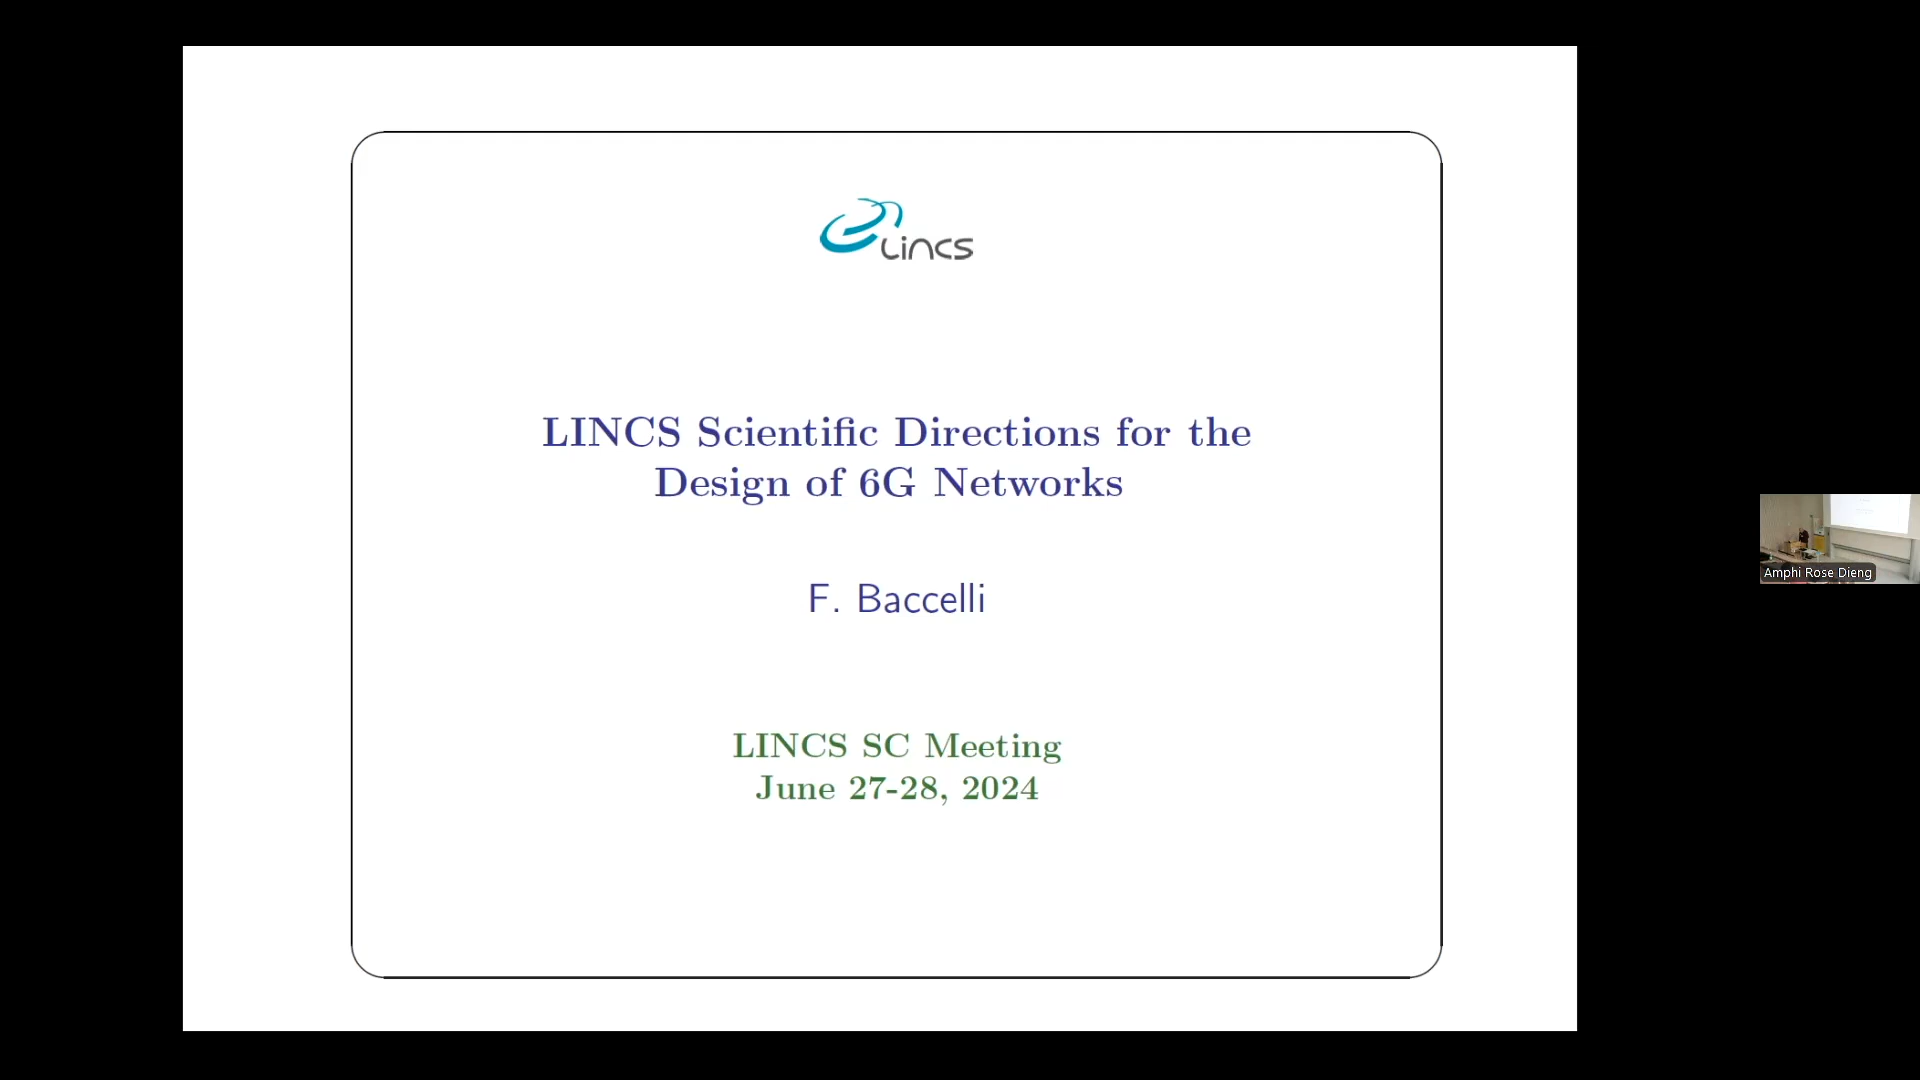 Lincs
LINCS Scientific Directions for the
Design of 6G Networks
F. Baccelli
LINCS SC Meeting
June 27-28, 2024
Amphi Rose Dieng